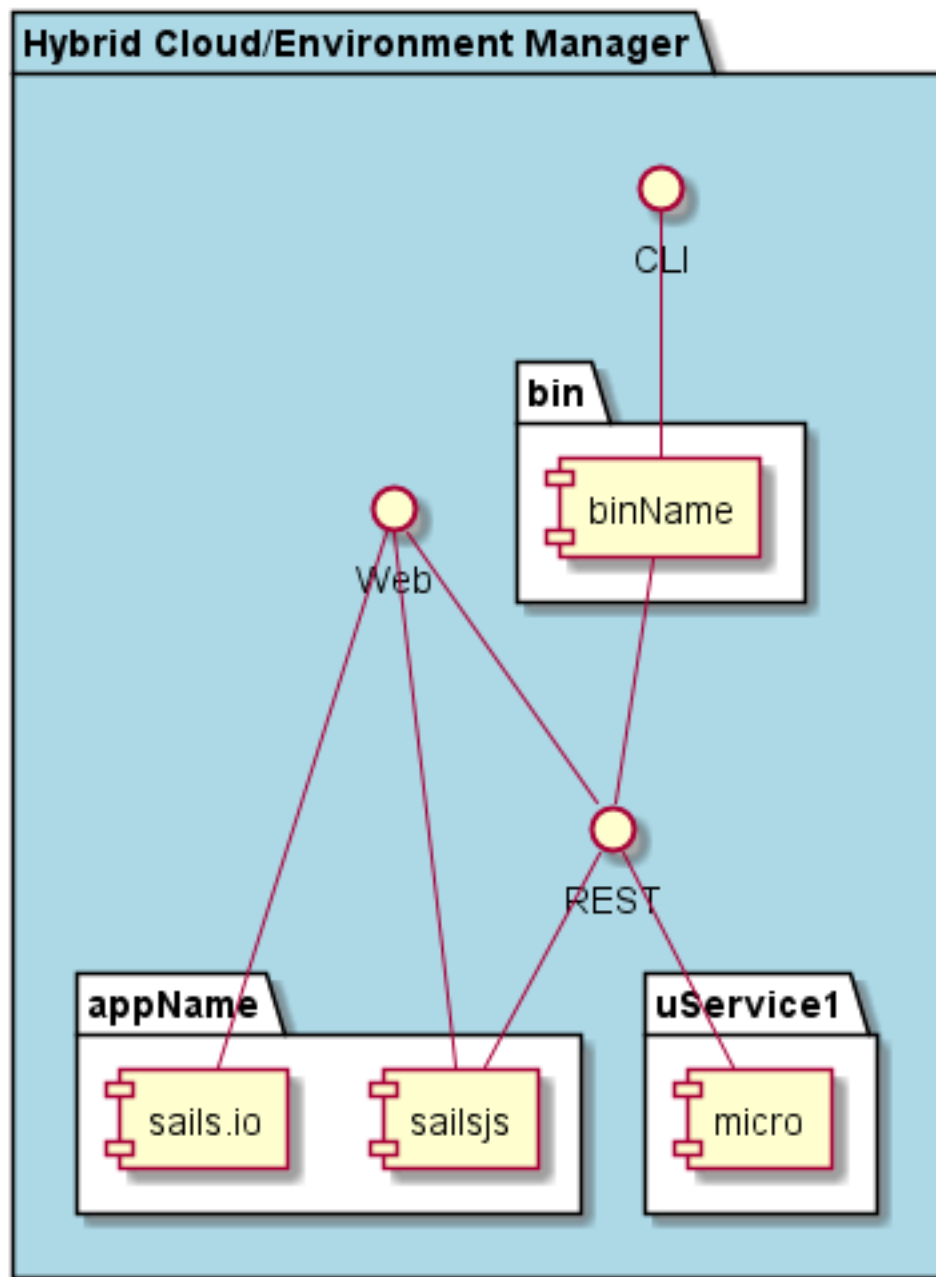 Hybrid Cloud/Environment Manager
CLI
bin
binName
Web
REST
appName
uService1
sails.io
sailsjs
micro